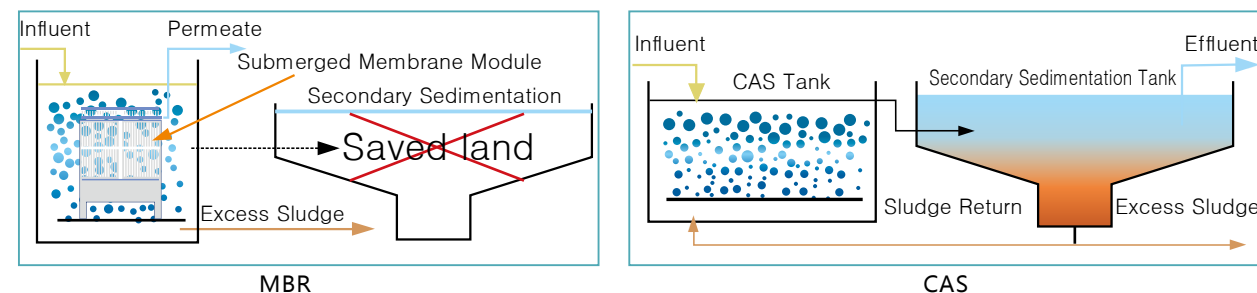 Influent
Permeate
Submerged Membrane Module
Secondary Sedimentation
Saved land
Excess Sludge
MBR
Influent
Effluent
CAS Tank
Secondary Sedimentation Tank
Sludge Return
Excess Sludge
CAS